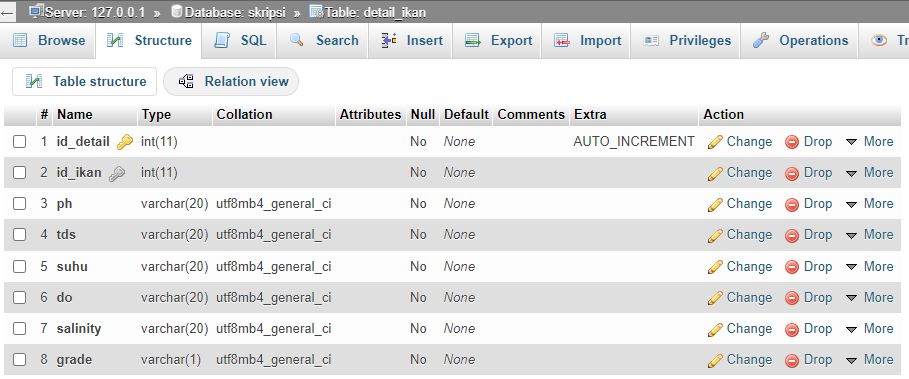 Server: 127.0.0.1 » Database: skripsi » Table: detail_ikan
Browse Structure SQL Search Insert Export Import Privileges Operations
Table structure Relation view
# Name Type Collation Attributes Null Default Comments Extra Action
1 id_detail int(11) No None AUTO_INCREMENT Change Drop More
2 id_ikan int(11) No None Change Drop More
3 ph varchar(20) utf8mb4_general_ci No None Change Drop More
4 tds varchar(20) utf8mb4_general_ci No None Change Drop More
5 suhu varchar(20) utf8mb4_general_ci No None Change Drop More
6 do varchar(20) utf8mb4_general_ci No None Change Drop More
7 salinity varchar(20) utf8mb4_general_ci No None Change Drop More
8 grade varchar(1) utf8mb4_general_ci No None Change Drop More